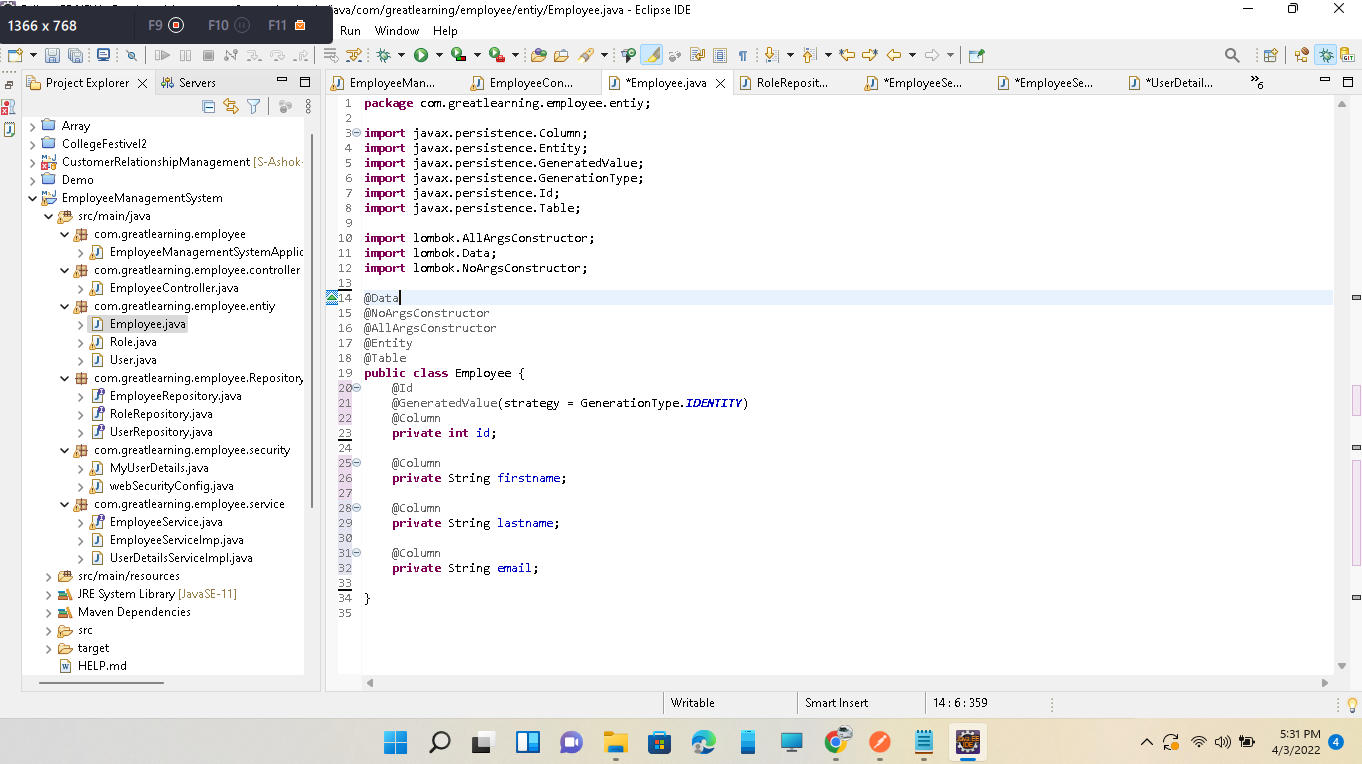 1366 x 768 F9 F10 F11
java/com/greatlearning/employee/entiy/Employee.java - Eclipse IDE
Run Window Help
Project Explorer Servers
EmployeeMan... EmployeeCon... *Employee.java RoleReposit... *EmployeeSe... *EmployeeSe... *UserDetail... »6
Array
CollegeFestivel2
CustomerRelationshipManagement [S-Ashok-
Demo
EmployeeManagementSystem
src/main/java
com.greatlearning.employee
EmployeeManagementSystemApplic
com.greatlearning.employee.controller
EmployeeController.java
com.greatlearning.employee.entiy
Employee.java
Role.java
User.java
com.greatlearning.employee.Repository
EmployeeRepository.java
RoleRepository.java
UserRepository.java
com.greatlearning.employee.security
MyUserDetails.java
webSecurityConfig.java
com.greatlearning.employee.service
EmployeeService.java
EmployeeServiceImp.java
UserDetailsServiceImpl.java
src/main/resources
JRE System Library [JavaSE-11]
Maven Dependencies
src
target
HELP.md
1 package com.greatlearning.employee.entiy;
2
3 import javax.persistence.Column;
4 import javax.persistence.Entity;
5 import javax.persistence.GeneratedValue;
6 import javax.persistence.GenerationType;
7 import javax.persistence.Id;
8 import javax.persistence.Table;
9
10 import lombok.AllArgsConstructor;
11 import lombok.Data;
12 import lombok.NoArgsConstructor;
13
14 @Data
15 @NoArgsConstructor
16 @AllArgsConstructor
17 @Entity
18 @Table
19 public class Employee {
20 @Id
21 @GeneratedValue(strategy = GenerationType.IDENTITY)
22 @Column
23 private int id;
24
25 @Column
26 private String firstname;
27
28 @Column
29 private String lastname;
30
31 @Column
32 private String email;
33
34 }
35
Writable Smart Insert 14 : 6 : 359
5:31 PM
4/3/2022 4